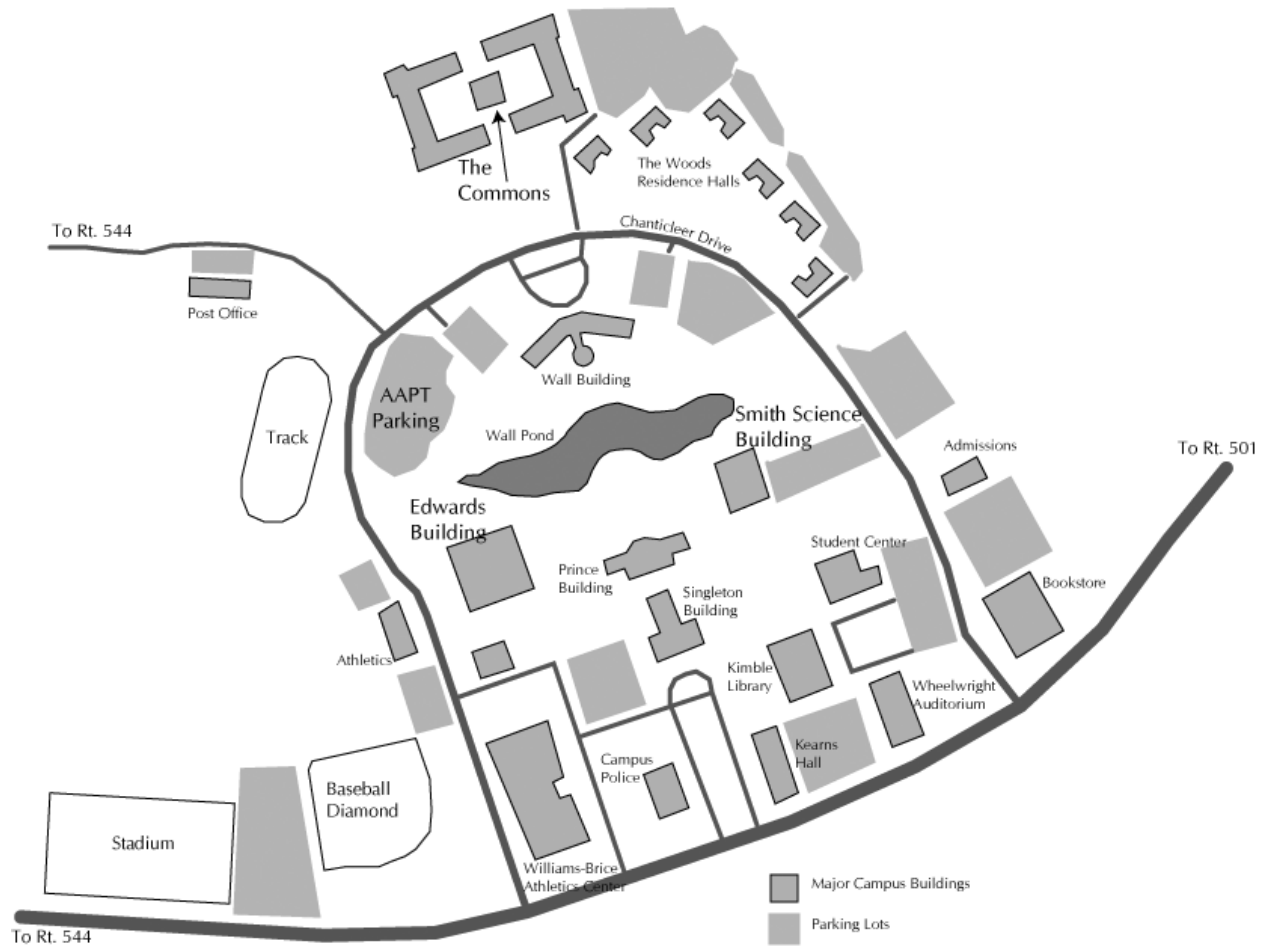 The
Commons
The Woods
Residence Halls
To Rt. 544
Chanticleer Drive
Post Office
Wall Building
AAPT
Parking
Track
Wall Pond
Smith Science
Building
Admissions
To Rt. 501
Edwards
Building
Student Center
Prince
Building
Singleton
Building
Bookstore
Athletics
Kimble
Library
Wheelwright
Auditorium
Kearns
Hall
Campus
Police
Baseball
Diamond
Stadium
Williams-Brice
Athletics Center
Major Campus Buildings
Parking Lots
To Rt. 544